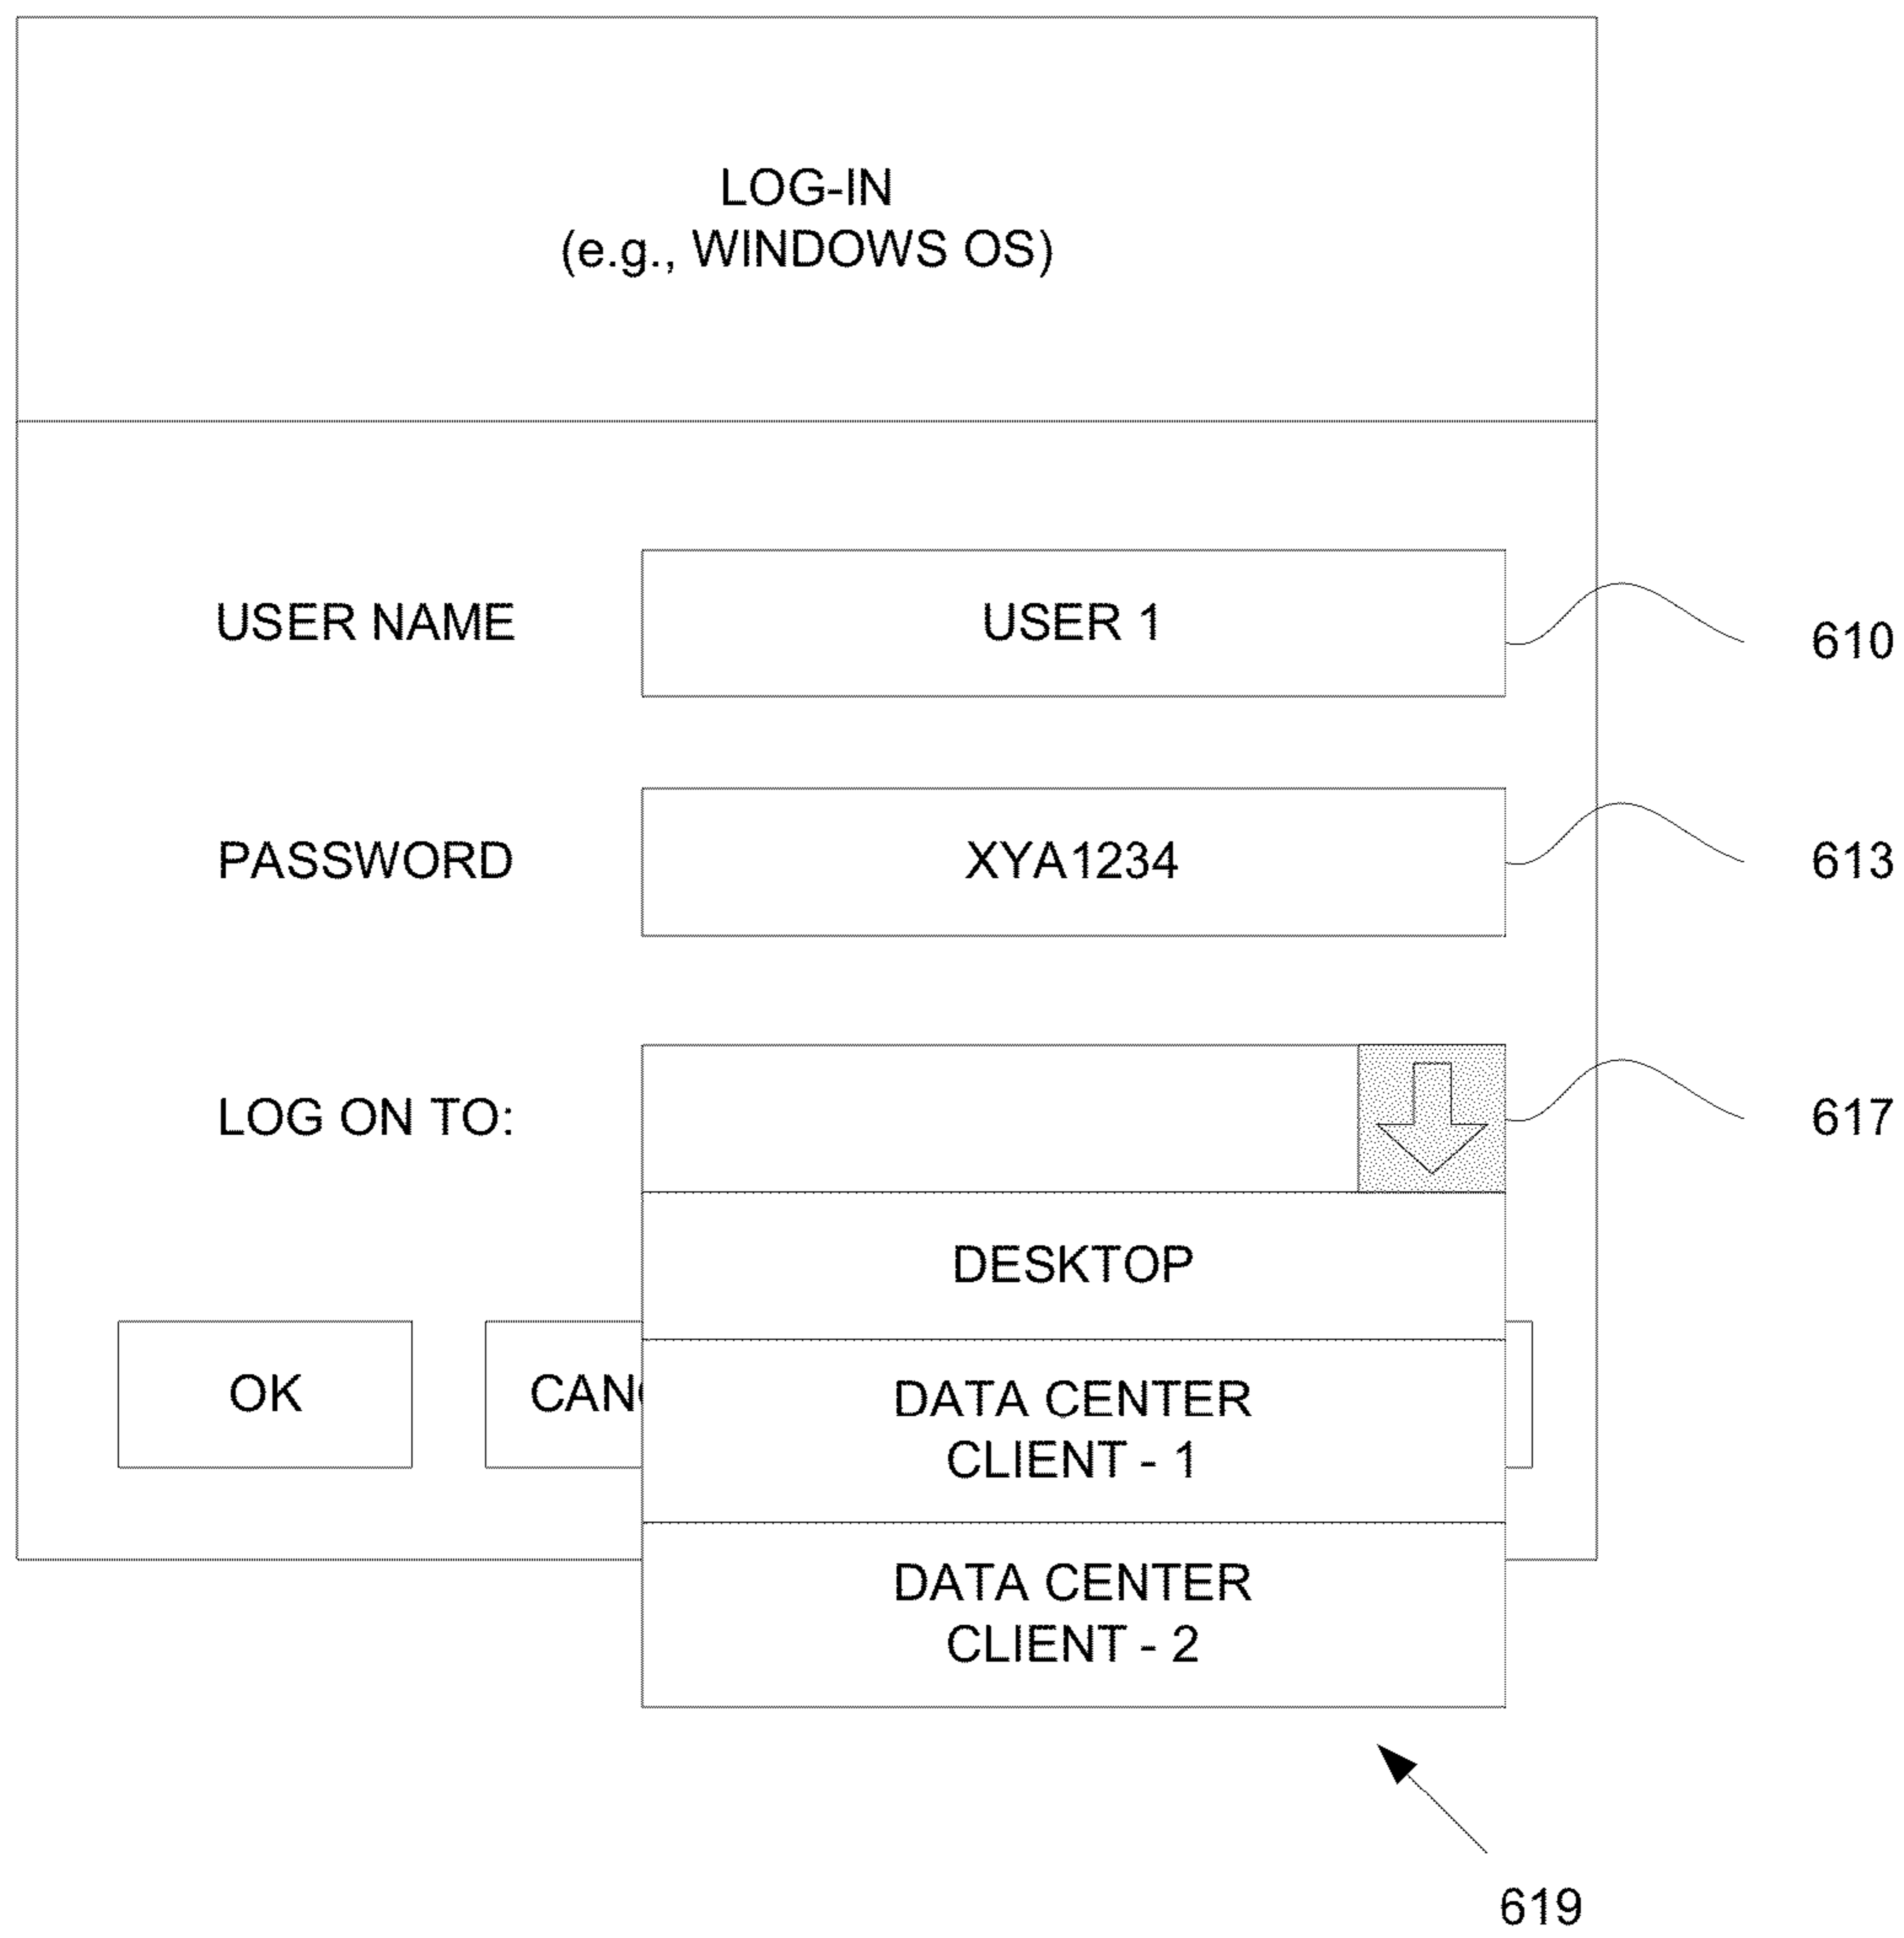 LOG-IN
(e.g., WINDOWS OS)
USER NAME
USER 1
610
PASSWORD
XYA1234
613
LOG ON TO:
617
DESKTOP
OK
DATA CENTER
CLIENT - 1
DATA CENTER
CLIENT - 2
619